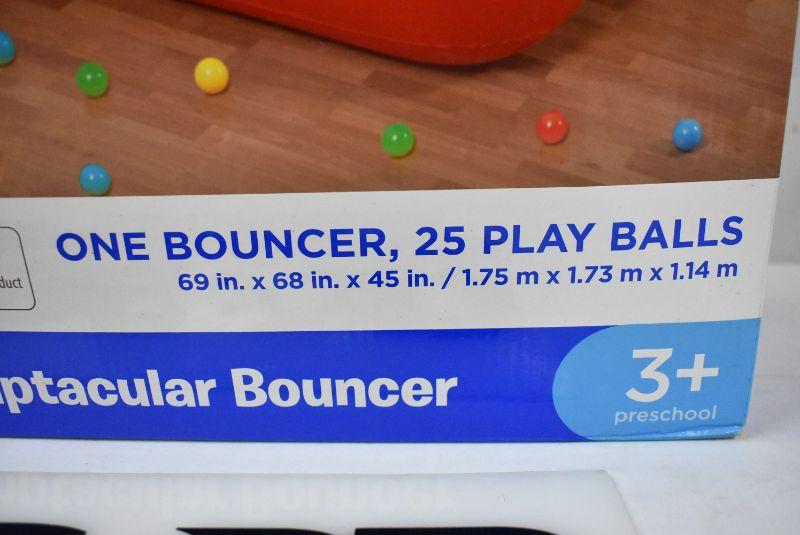 duct
ONE BOUNCER, 25 PLAY BALLS
69 in. x 68 in. x 45 in. / 1.75 m x 1.73 m x 1.14 m
ptacular Bouncer
3+
preschool